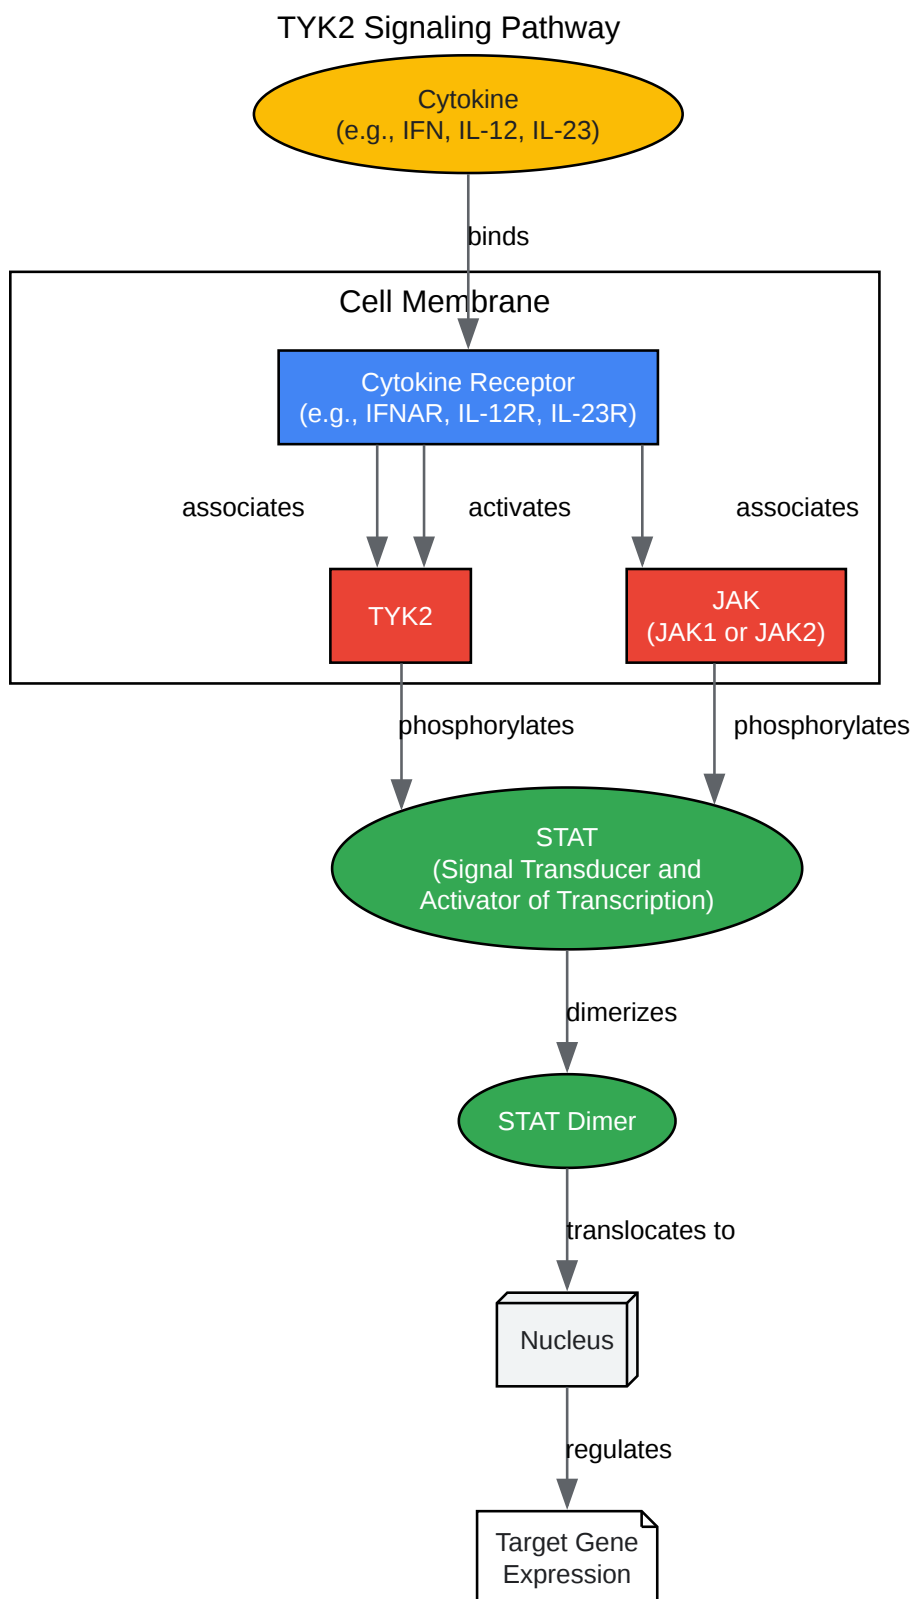 TYK2 Signaling Pathway
Cytokine
(e.g., IFN, IL-12, IL-23)
binds
Cell Membrane
Cytokine Receptor
(e.g., IFNAR, IL-12R, IL-23R)
associates
activates
associates
TYK2
JAK
(JAK1 or JAK2)
phosphorylates
phosphorylates
STAT
(Signal Transducer and
Activator of Transcription)
dimerizes
STAT Dimer
translocates to
Nucleus
regulates
Target Gene
Expression